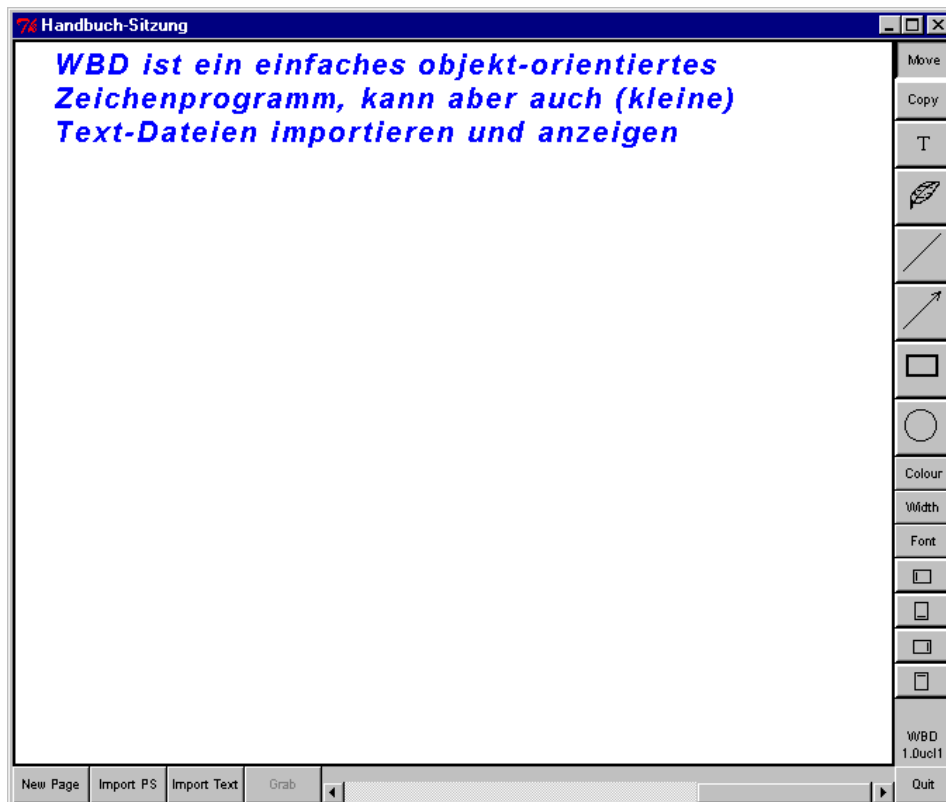 Handbuch-Sitzung
WBD ist ein einfaches objekt-orientiertes
Zeichenprogramm, kann aber auch (kleine)
Text-Dateien importieren und anzeigen
Move
Copy
T
Colour
Width
Font
WBD
1.0ucl1
New Page
Import PS
Import Text
Grab
Quit